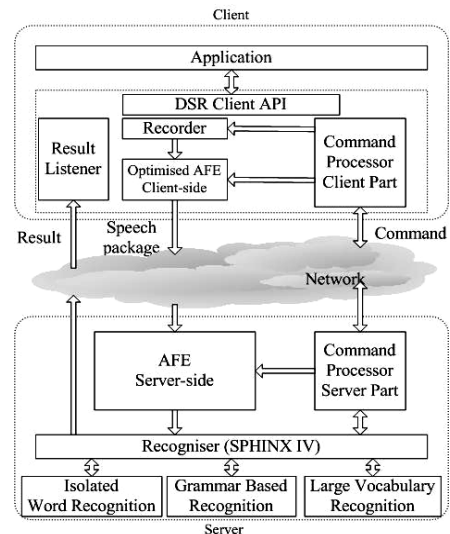 Client
Application
DSR Client API
Recorder
Result
Listener
Optimised AFE
Client-side
Command
Processor
Client Part
Result
Speech
package
Command
Network
AFE
Server-side
Command
Processor
Server Part
Recogniser (SPHINX IV)
Isolated
Word Recognition
Grammar Based
Recognition
Large Vocabulary
Recognition
Server